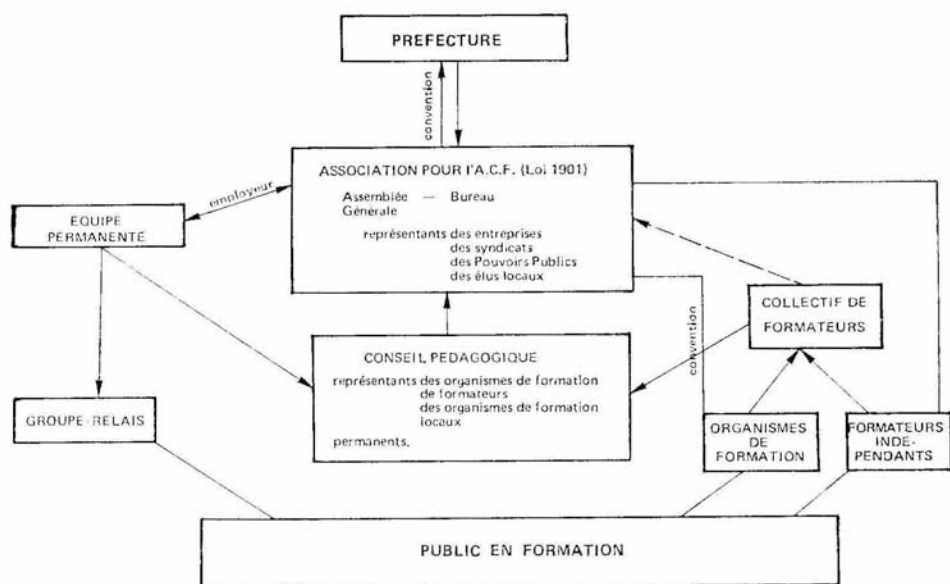 PREFECTURE
convention
ASSOCIATION POUR l'A.C.F. (Loi 1901)
Assemblée — Bureau
Générale
représentants des entreprises
des syndicats
des Pouvoirs Publics
des élus locaux
employeur
EQUIPE
PERMANENTE
COLLECTIF DE
FORMATEURS
convention
CONSEIL PEDAGOGIQUE
représentants des organismes de formation
de formateurs
des organismes de formation
locaux
permanents.
GROUPE-RELAIS
ORGANISMES
DE
FORMATION
FORMATEURS
INDE-
PENDANTS
PUBLIC EN FORMATION